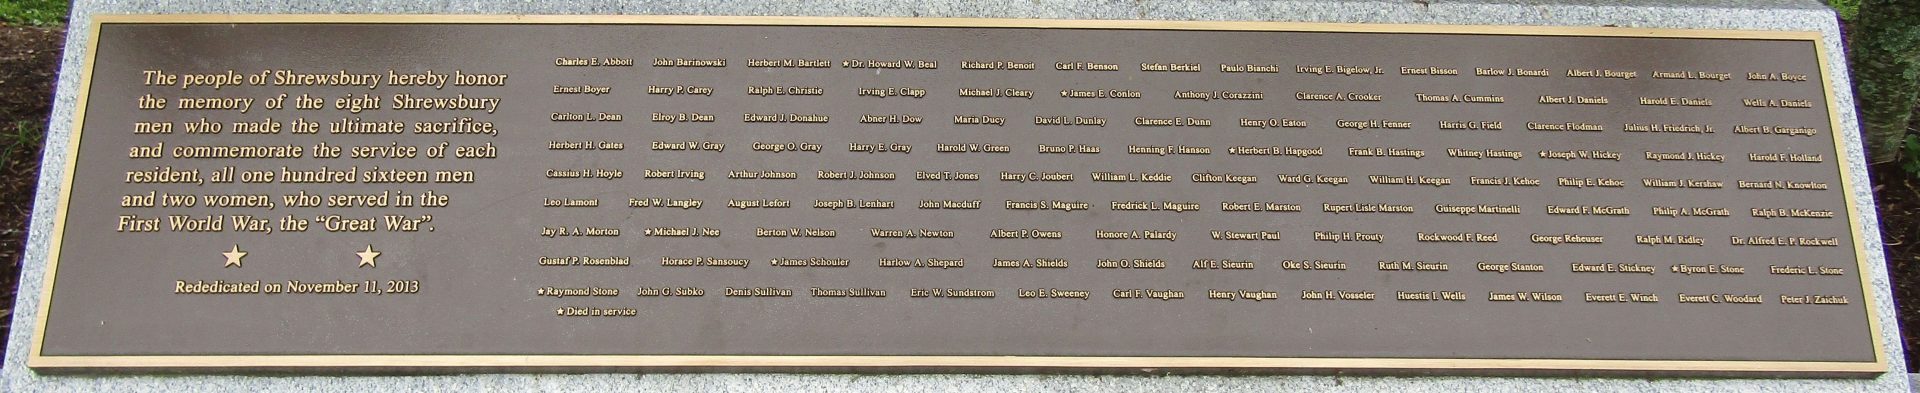 The people of Shrewsbury hereby honor
the memory of the eight Shrewsbury
men who made the ultimate sacrifice,
and commemorate the service of each
resident, all one hundred sixteen men
and two women, who served in the
First World War, the “Great War”.
★ ★
Rededicated on November 11, 2013
Charles E. Abbott John Barinowski Herbert M. Bartlett ★Dr. Howard W. Beal Richard P. Benoit Carl F. Benson Stefan Berkiel Paulo Bianchi Irving E. Bigelow, Jr. Ernest Bisson Barlow J. Bonardi Albert J. Bourget Armand L. Bourget John A. Boyce
Ernest Boyer Harry P. Carey Ralph E. Christie Irving E. Clapp Michael J. Cleary ★James E. Conlon Anthony J. Corazzini Clarence A. Crooker Thomas A. Cummins Albert J. Daniels Harold E. Daniels Wells A. Daniels
Carlton L. Dean Elroy B. Dean Edward J. Donahue Abner H. Dow Maria Ducy David L. Dunlay Clarence E. Dunn Henry O. Eaton George H. Fenner Harris G. Field Clarence Flodman Julius H. Friedrich, Jr. Albert B. Garganigo
Herbert H. Gates Edward W. Gray George O. Gray Harry E. Gray Harold W. Green Bruno P. Haas Henning F. Hanson ★Herbert B. Hapgood Frank B. Hastings Whitney Hastings ★Joseph W. Hickey Raymond J. Hickey Harold F. Holland
Cassius H. Hoyle Robert Irving Arthur Johnson Robert J. Johnson Elved T. Jones Harry C. Joubert William L. Keddie Clifton Keegan Ward G. Keegan William H. Keegan Francis J. Kehoe Philip E. Kehoe William J. Kershaw Bernard N. Knowlton
Leo Lamont Fred W. Langley August Lefort Joseph B. Lenhart John Macduff Francis S. Maguire Fredrick L. Maguire Robert E. Marston Rupert Lisle Marston Guiseppe Martinelli Edward F. McGrath Philip A. McGrath Ralph B. McKenzie
Jay R. A. Morton ★Michael J. Nee Berton W. Nelson Warren A. Newton Albert P. Owens Honore A. Palardy W. Stewart Paul Philip H. Prouty Rockwood F. Reed George Reheuser Ralph M. Ridley Dr. Alfred E. P. Rockwell
Gustaf P. Rosenblad Horace P. Sansoucy ★James Schouler Harlow A. Shepard James A. Shields John O. Shields Alf E. Sieurin Oke S. Sieurin Ruth M. Sieurin George Stanton Edward E. Stickney ★Byron E. Stone Frederic L. Stone
★Raymond Stone John G. Subko Denis Sullivan Thomas Sullivan Eric W. Sundstrom Leo E. Sweeney Carl F. Vaughan Henry Vaughan John H. Vosseler Huestis I. Wells James W. Wilson Everett E. Winch Everett C. Woodard Peter J. Zaichuk
★Died in service